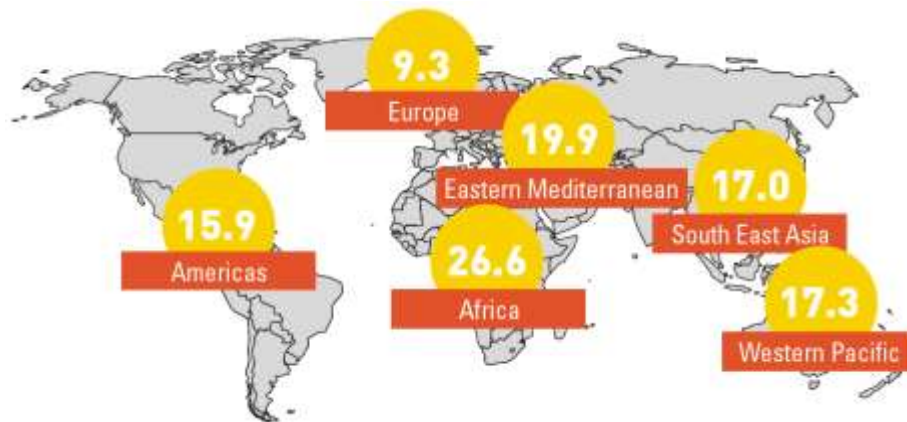 9.3
Europe
19.9
Eastern Mediterranean
17.0
South East Asia
15.9
Americas
26.6
Africa
17.3
Western Pacific